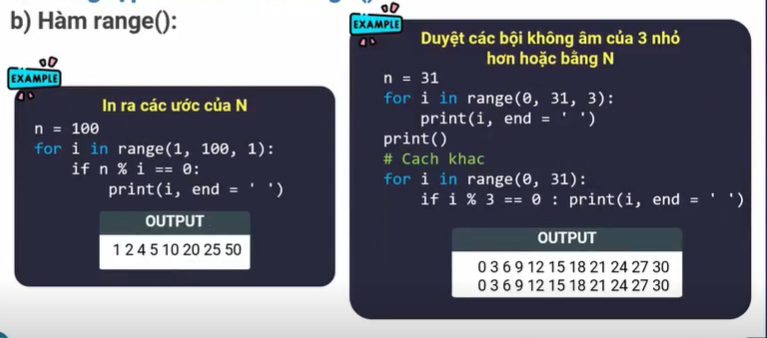 b) Hàm range():
EXAMPLE
In ra các ước của N
n = 100
for i in range(1, 100, 1):
if n % i == 0:
print(i, end = ' ')
OUTPUT
1 2 4 5 10 20 25 50
EXAMPLE
Duyệt các bội không âm của 3 nhỏ
hơn hoặc bằng N
n = 31
for i in range(0, 31, 3):
print(i, end = ' ')
print()
# Cach khac
for i in range(0, 31):
if i % 3 == 0 : print(i, end = ' ')
OUTPUT
0 3 6 9 12 15 18 21 24 27 30
0 3 6 9 12 15 18 21 24 27 30